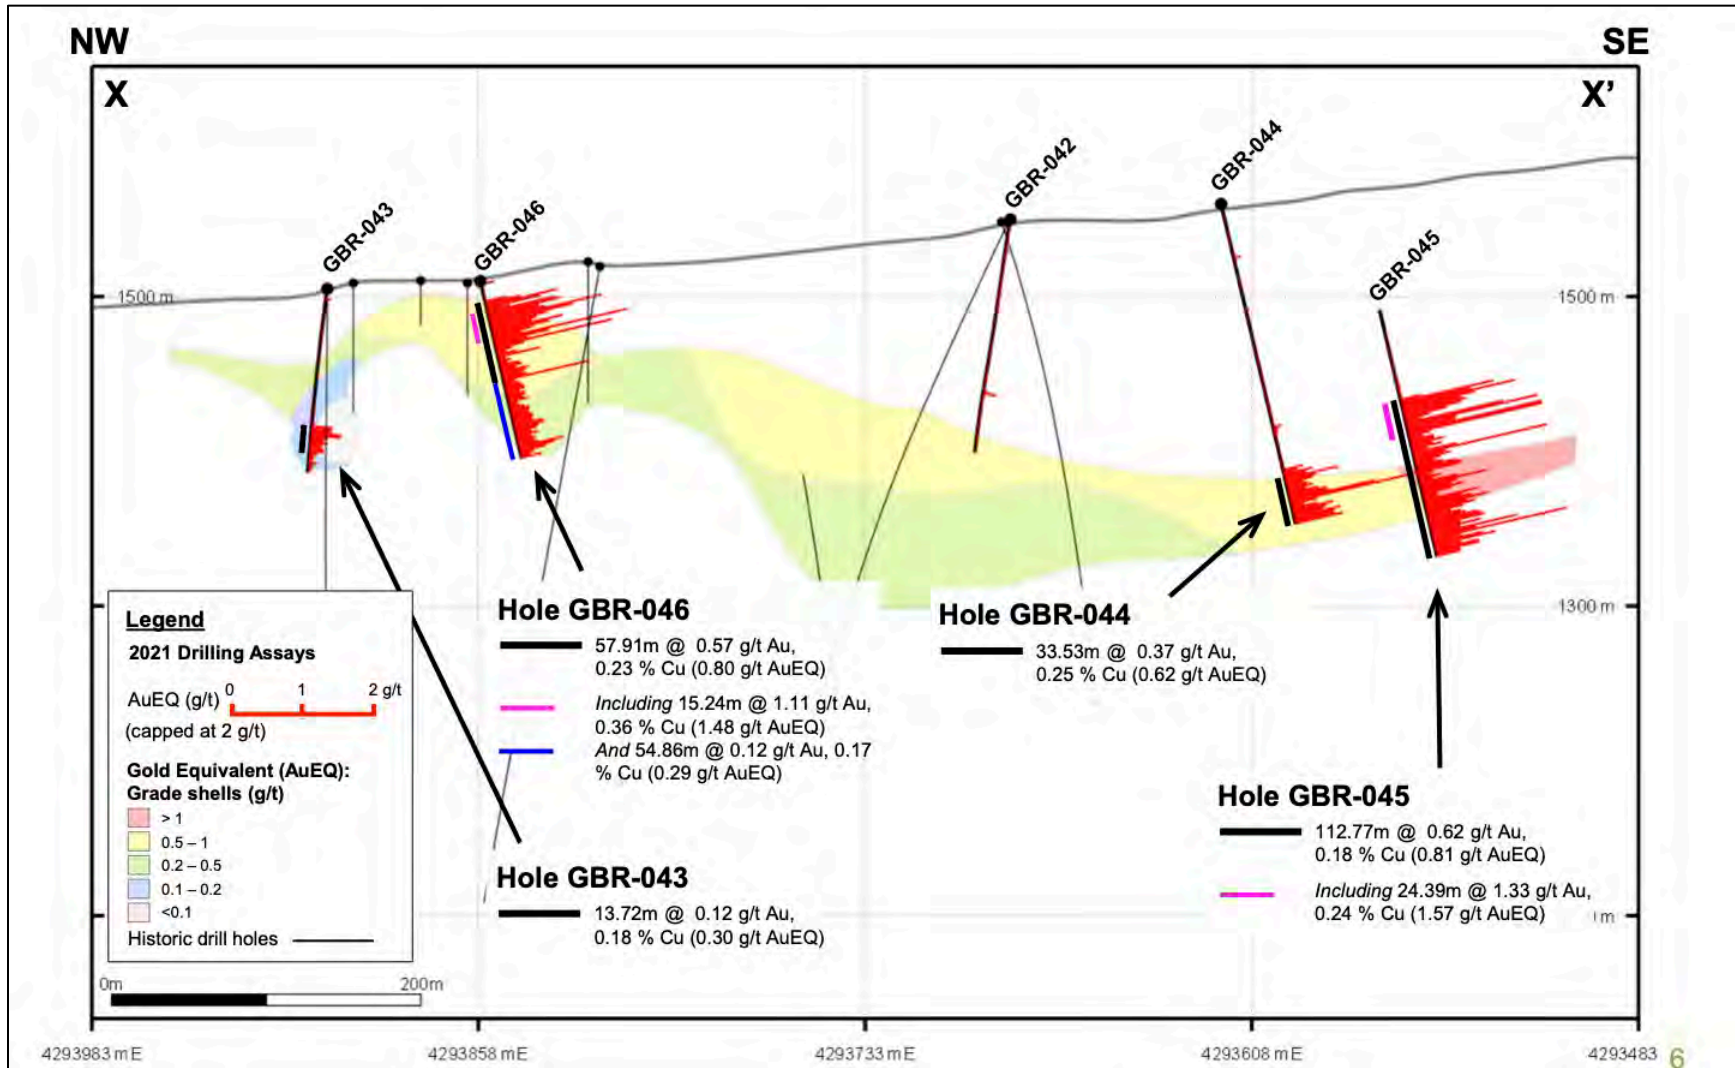 NW
SE
X
X’
GBR-043
GBR-046
GBR-042
GBR-044
GBR-045
1500 m
1500 m
1300 m
m
Legend
2021 Drilling Assays
AuEQ (g/t)
0 1 2 g/t
(capped at 2 g/t)
Gold Equivalent (AuEQ):
Grade shells (g/t)
> 1
0.5 – 1
0.2 – 0.5
0.1 – 0.2
<0.1
Historic drill holes
0m 200m
Hole GBR-046
57.91m @ 0.57 g/t Au,
0.23 % Cu (0.80 g/t AuEQ)
Including 15.24m @ 1.11 g/t Au,
0.36 % Cu (1.48 g/t AuEQ)
And 54.86m @ 0.12 g/t Au, 0.17
% Cu (0.29 g/t AuEQ)
Hole GBR-043
13.72m @ 0.12 g/t Au,
0.18 % Cu (0.30 g/t AuEQ)
Hole GBR-044
33.53m @ 0.37 g/t Au,
0.25 % Cu (0.62 g/t AuEQ)
Hole GBR-045
112.77m @ 0.62 g/t Au,
0.18 % Cu (0.81 g/t AuEQ)
Including 24.39m @ 1.33 g/t Au,
0.24 % Cu (1.57 g/t AuEQ)
4293983 mE
4293858 mE
4293733 mE
4293608 mE
4293483
6